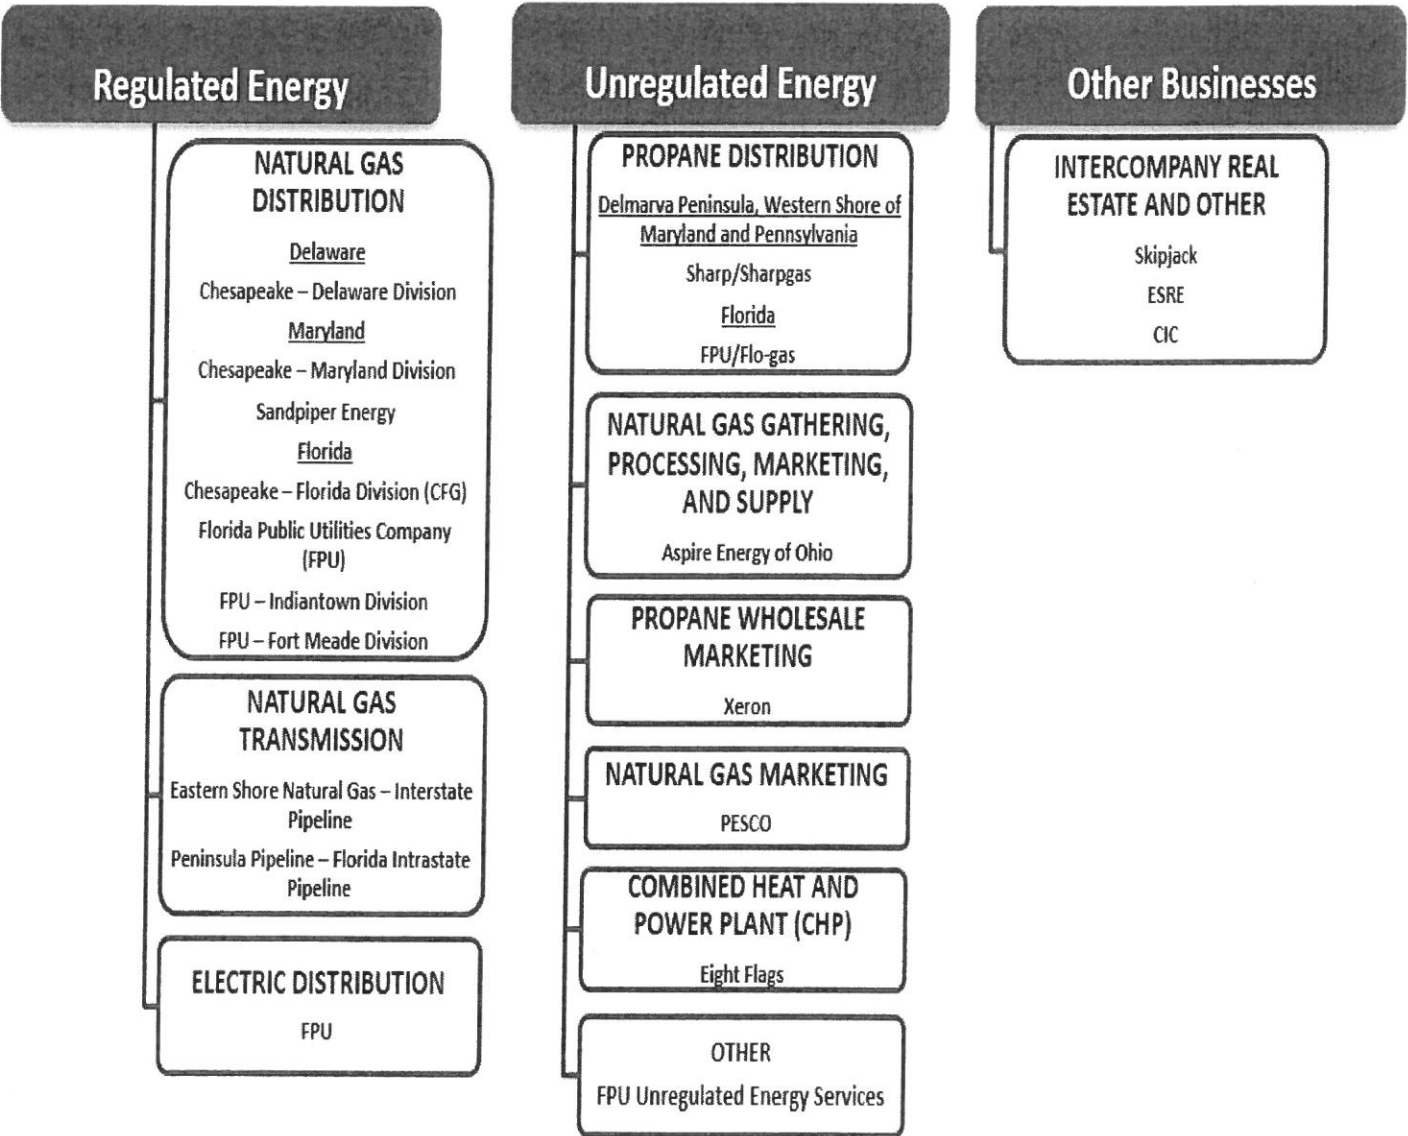 Regulated Energy
NATURAL GAS
DISTRIBUTION
Delaware
Chesapeake – Delaware Division
Maryland
Chesapeake – Maryland Division
Sandpiper Energy
Florida
Chesapeake – Florida Division (CFG)
Florida Public Utilities Company
(FPU)
FPU – Indiantown Division
FPU – Fort Meade Division
NATURAL GAS
TRANSMISSION
Eastern Shore Natural Gas – Interstate
Pipeline
Peninsula Pipeline – Florida Intrastate
Pipeline
ELECTRIC DISTRIBUTION
FPU
Unregulated Energy
PROPANE DISTRIBUTION
Delmarva Peninsula, Western Shore of
Maryland and Pennsylvania
Sharp/Sharpgas
Florida
FPU/Flo-gas
NATURAL GAS GATHERING,
PROCESSING, MARKETING,
AND SUPPLY
Aspire Energy of Ohio
PROPANE WHOLESALE
MARKETING
Xeron
NATURAL GAS MARKETING
PESCO
COMBINED HEAT AND
POWER PLANT (CHP)
Eight Flags
OTHER
FPU Unregulated Energy Services
Other Businesses
INTERCOMPANY REAL
ESTATE AND OTHER
Skipjack
ESRE
CIC